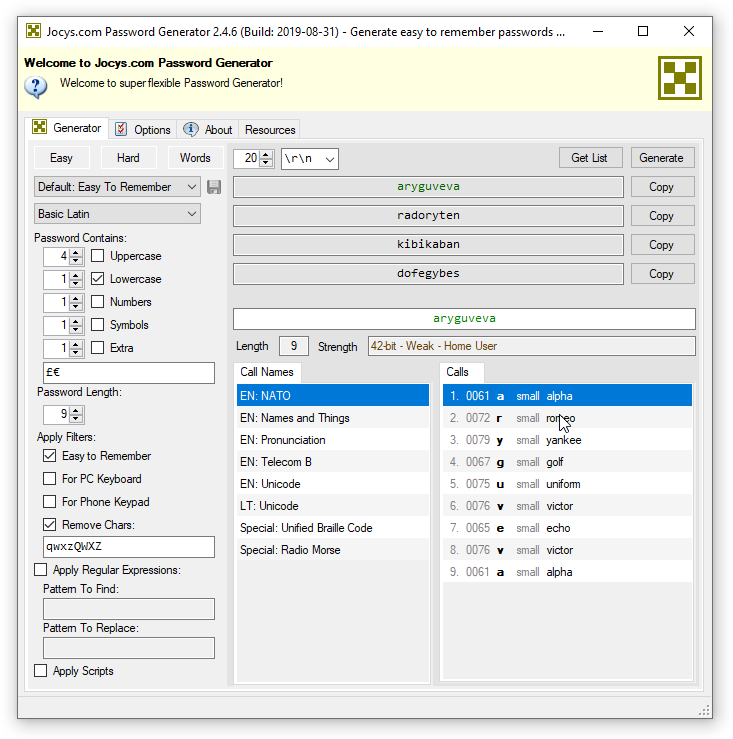 Jocys.com Password Generator 2.4.6 (Build: 2019-08-31) - Generate easy to remember passwords ...
Welcome to Jocys.com Password Generator
Welcome to super flexible Password Generator!
Generator Options About Resources
Easy Hard Words
Default: Easy To Remember
Basic Latin
Password Contains:
4 Uppercase
1 Lowercase
1 Numbers
1 Symbols
1 Extra
£€
Password Length:
9
Apply Filters:
Easy to Remember
For PC Keyboard
For Phone Keypad
Remove Chars:
qwxzQWXZ
Apply Regular Expressions:
Pattern To Find:
Pattern To Replace:
Apply Scripts
20 \r\n Get List Generate
aryguveva Copy
radoryten Copy
kibikaban Copy
dofegybes Copy
aryguveva
Length 9 Strength 42-bit - Weak - Home User
Call Names
EN: NATO
EN: Names and Things
EN: Pronunciation
EN: Telecom B
EN: Unicode
LT: Unicode
Special: Unified Braille Code
Special: Radio Morse
Calls
1. 0061 a small alpha
2. 0072 r small romeo
3. 0079 y small yankee
4. 0067 g small golf
5. 0075 u small uniform
6. 0076 v small victor
7. 0065 e small echo
8. 0076 v small victor
9. 0061 a small alpha